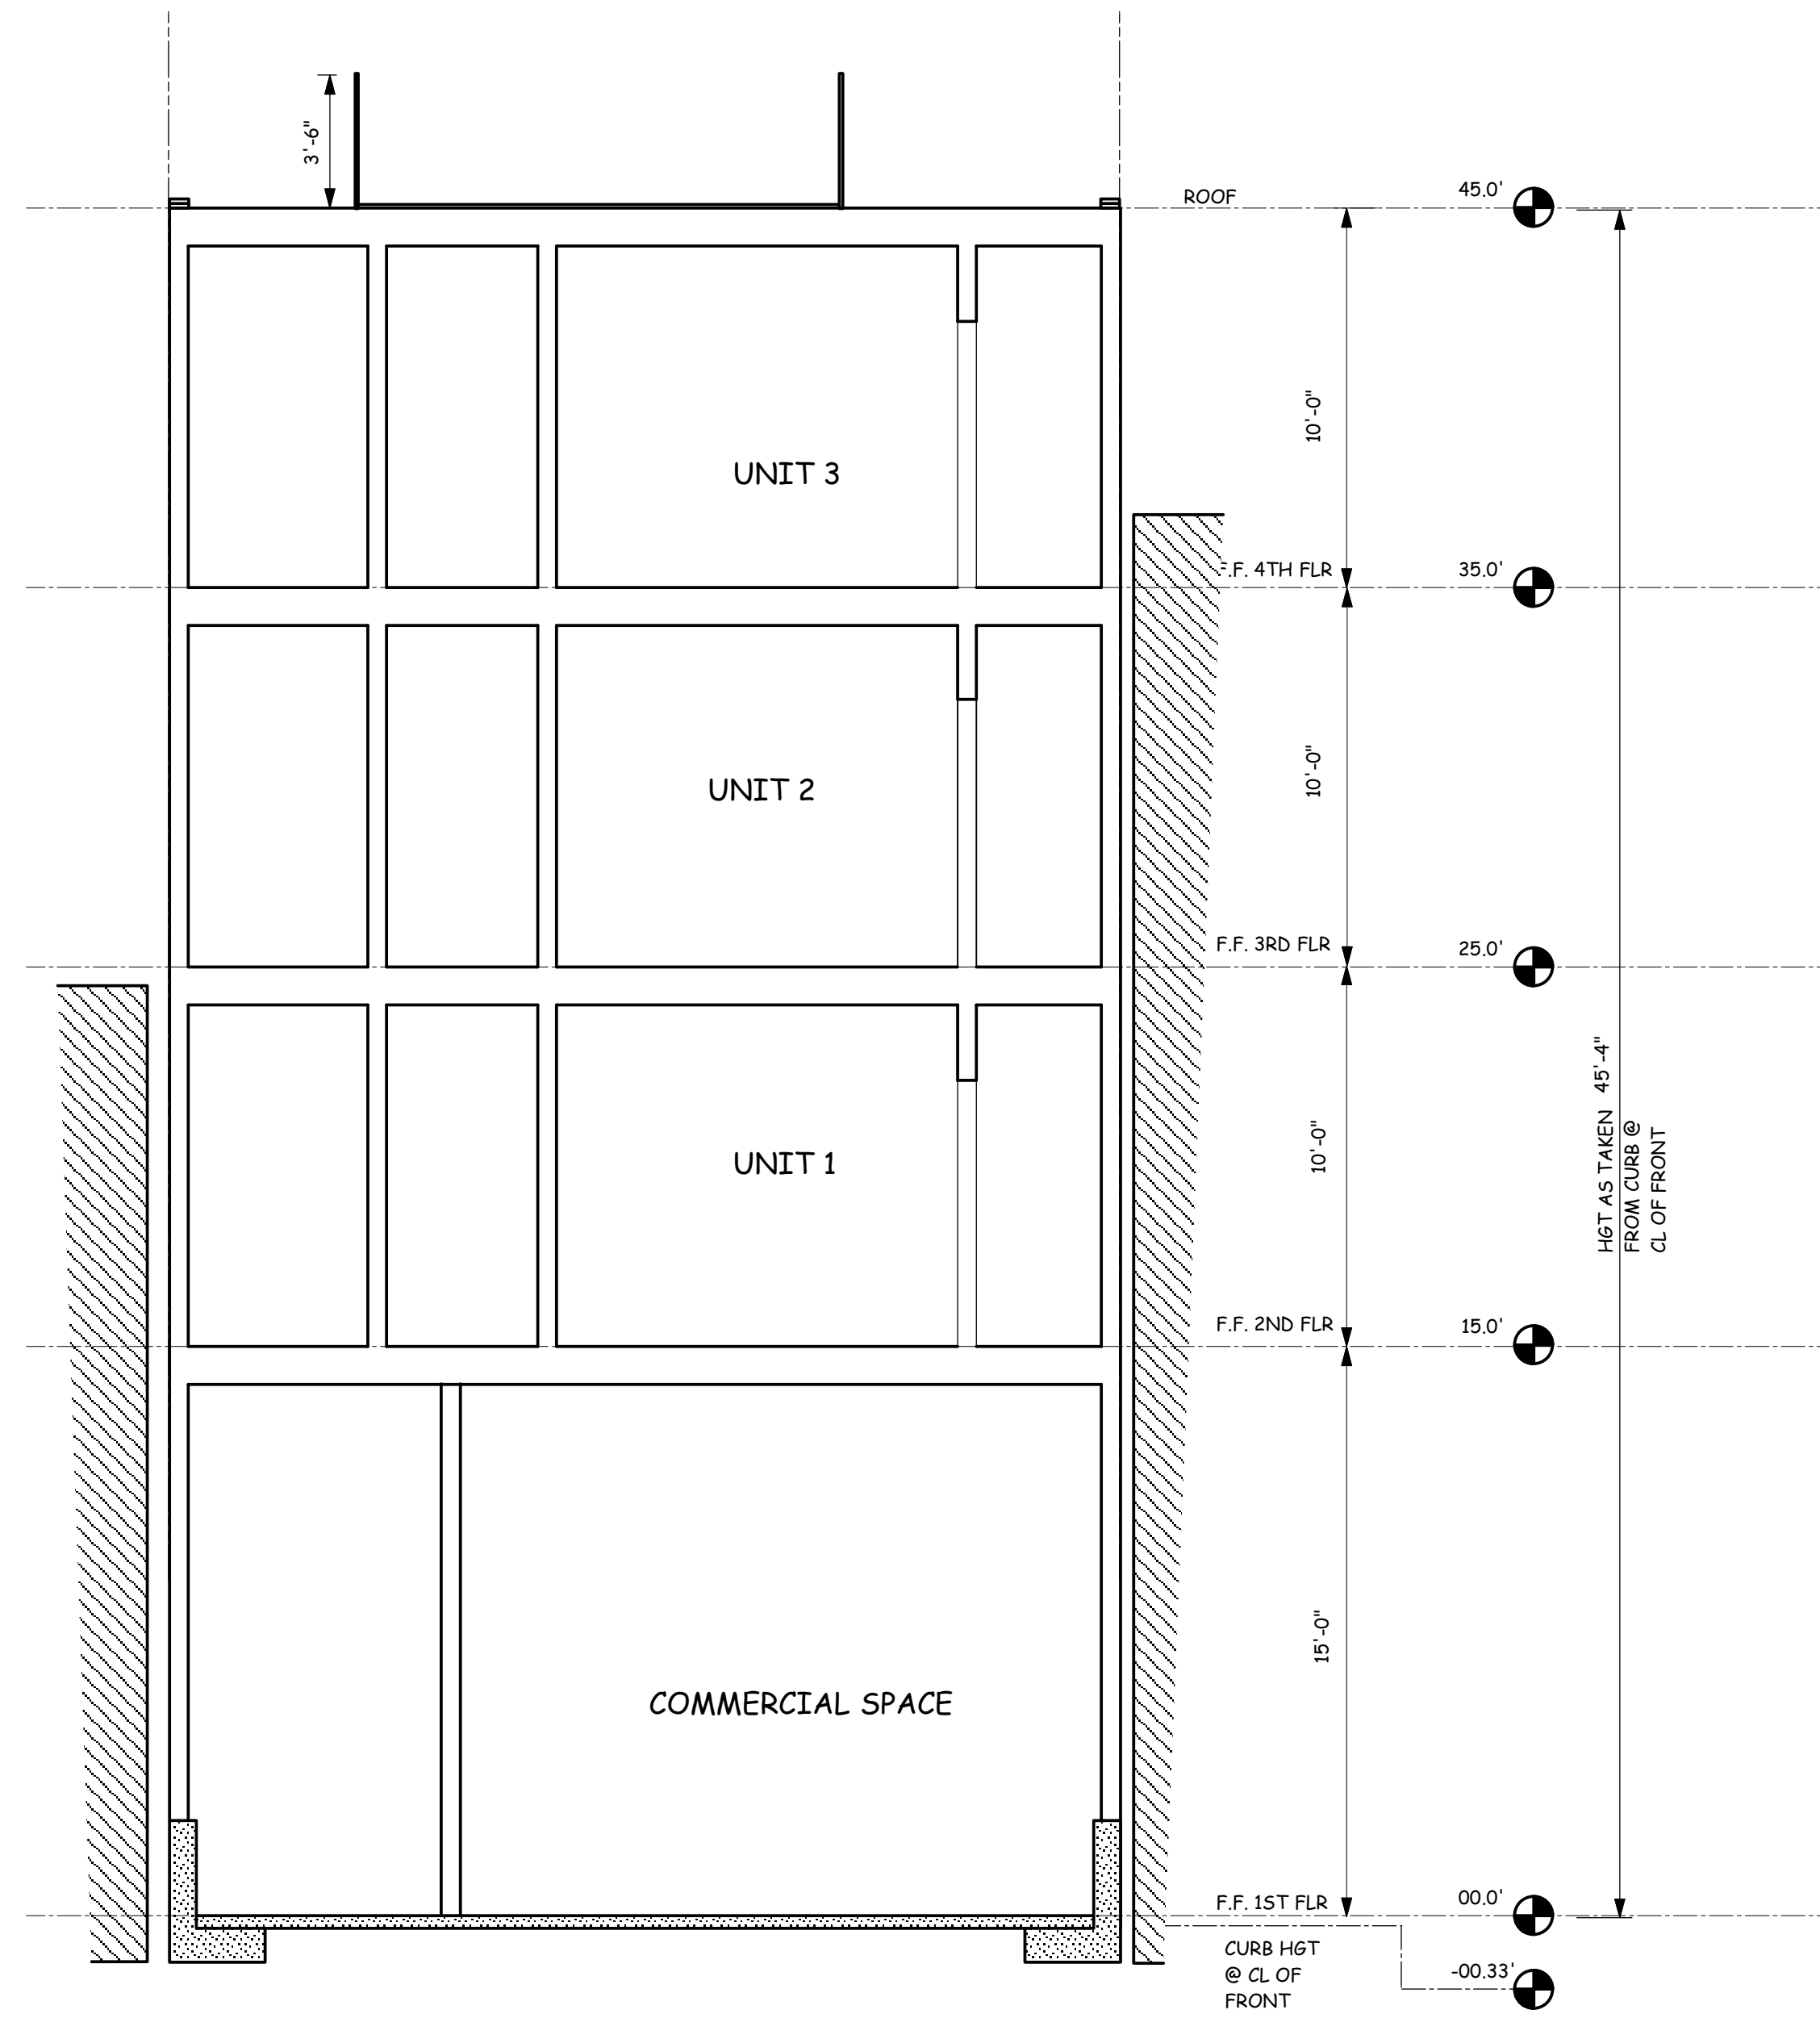 3'-6"
ROOF
45.0'
10'-0"
UNIT 3
F.F. 4TH FLR
35.0'
10'-0"
UNIT 2
F.F. 3RD FLR
25.0'
HGT AS TAKEN 45'-4"
FROM CURB @
CL OF FRONT
10'-0"
UNIT 1
F.F. 2ND FLR
15.0'
15'-0"
COMMERCIAL SPACE
F.F. 1ST FLR
00.0'
CURB HGT
@ CL OF
FRONT
-00.33'